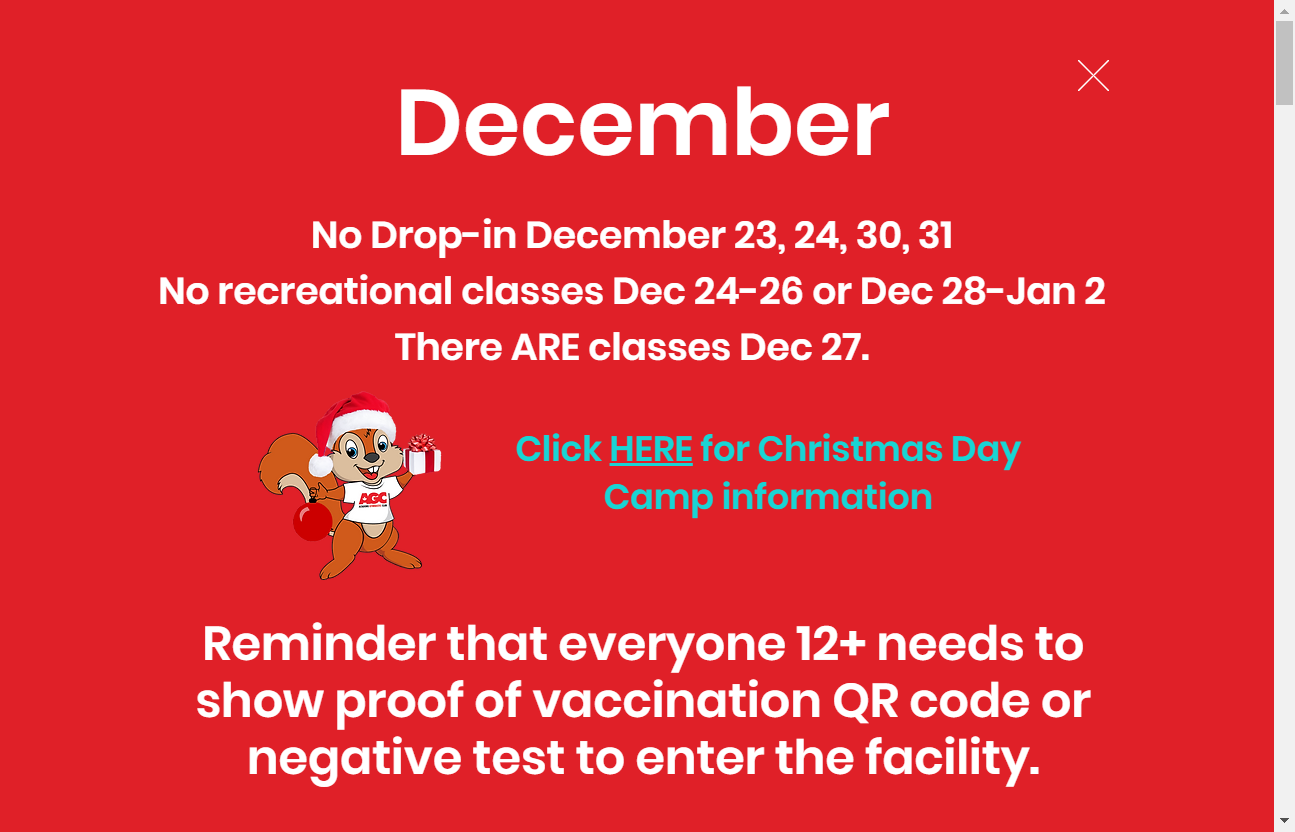 December
No Drop-in December 23, 24, 30, 31
No recreational classes Dec 24-26 or Dec 28-Jan 2
There ARE classes Dec 27.
Click HERE for Christmas Day
Camp information
AGC
Reminder that everyone 12+ needs to
show proof of vaccination QR code or
negative test to enter the facility.